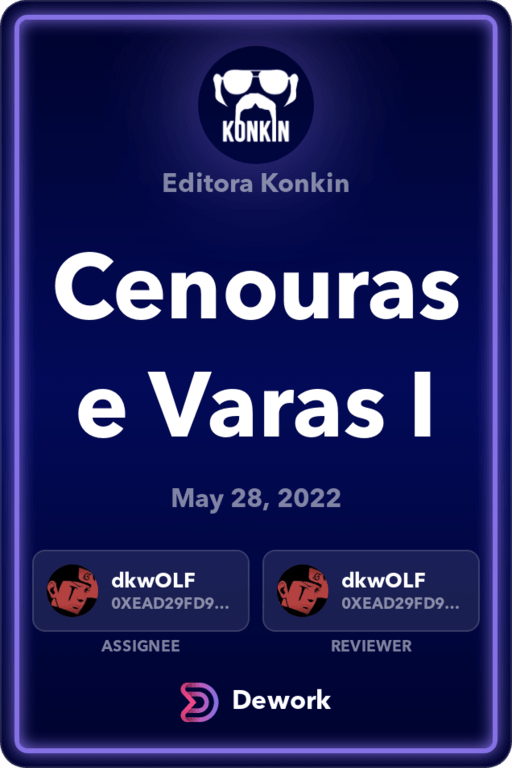 KONKIN
Editora Konkin
Cenouras
e Varas I
May 28, 2022
dkwOLF
0XEAD29FD9...
ASSIGNEE
dkwOLF
0XEAD29FD9...
REVIEWER
Dework